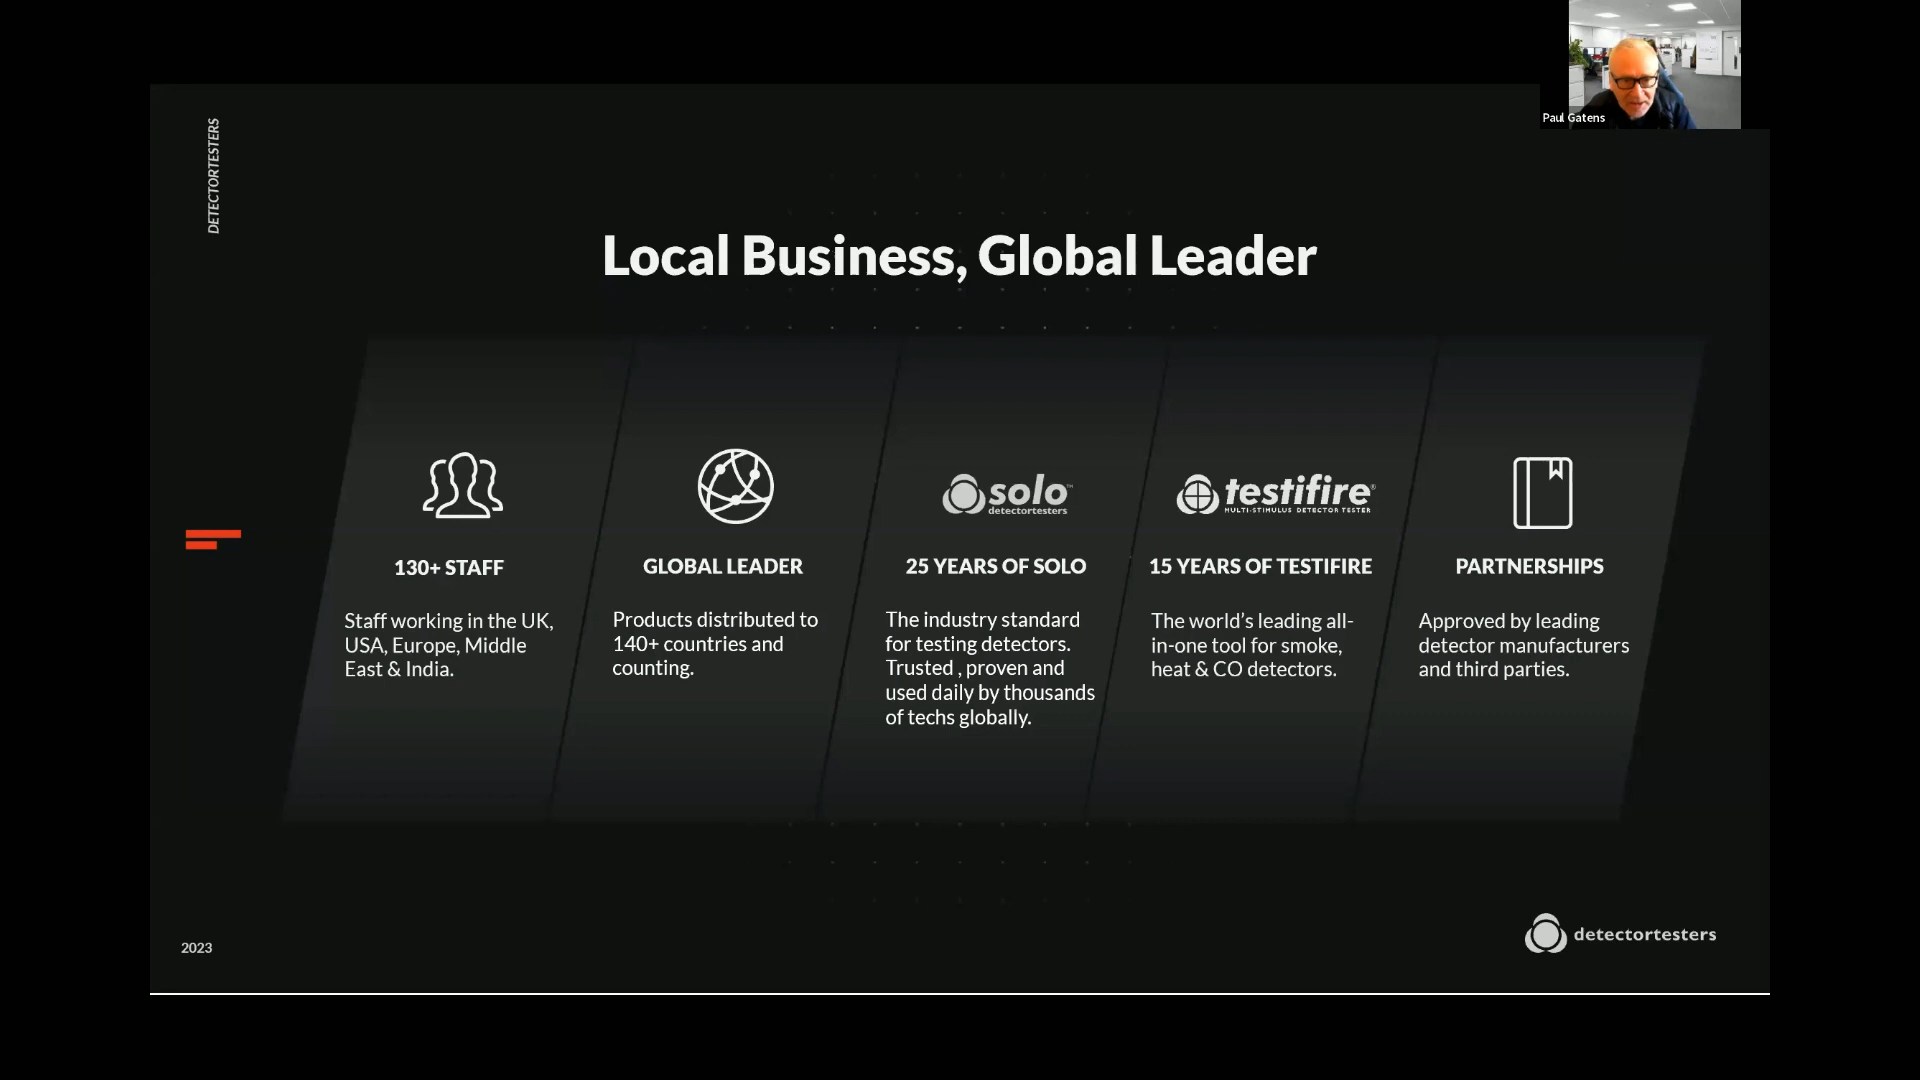 Paul Gatens
DETECTORTESTERS
Local Business, Global Leader
solo™
detectortesters
testifire®
MULTI-STIMULUS DETECTOR TESTER
130+ STAFF
Staff working in the UK,
USA, Europe, Middle
East & India.
GLOBAL LEADER
Products distributed to
140+ countries and
counting.
25 YEARS OF SOLO
The industry standard
for testing detectors.
Trusted , proven and
used daily by thousands
of techs globally.
15 YEARS OF TESTIFIRE
The world’s leading all-
in-one tool for smoke,
heat & CO detectors.
PARTNERSHIPS
Approved by leading
detector manufacturers
and third parties.
2023
detectortesters